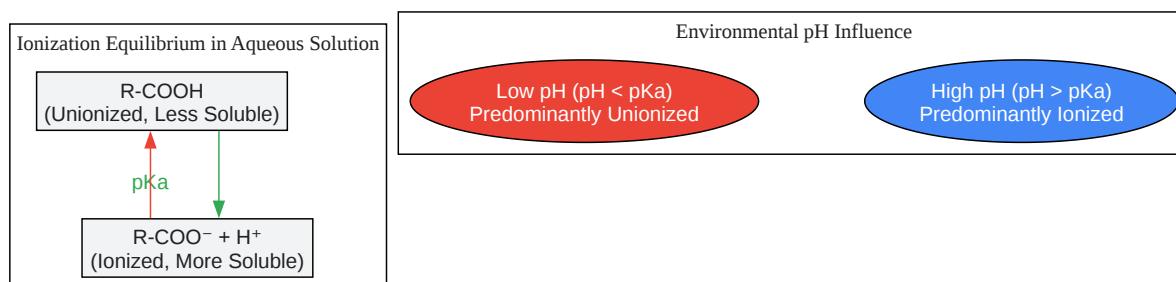 Ionization Equilibrium in Aqueous Solution
R-COOH
(Unionized, Less Soluble)
pKa
R-COO⁻ + H⁺
(Ionized, More Soluble)
Environmental pH Influence
Low pH (pH < pKa)
Predominantly Unionized
High pH (pH > pKa)
Predominantly Ionized